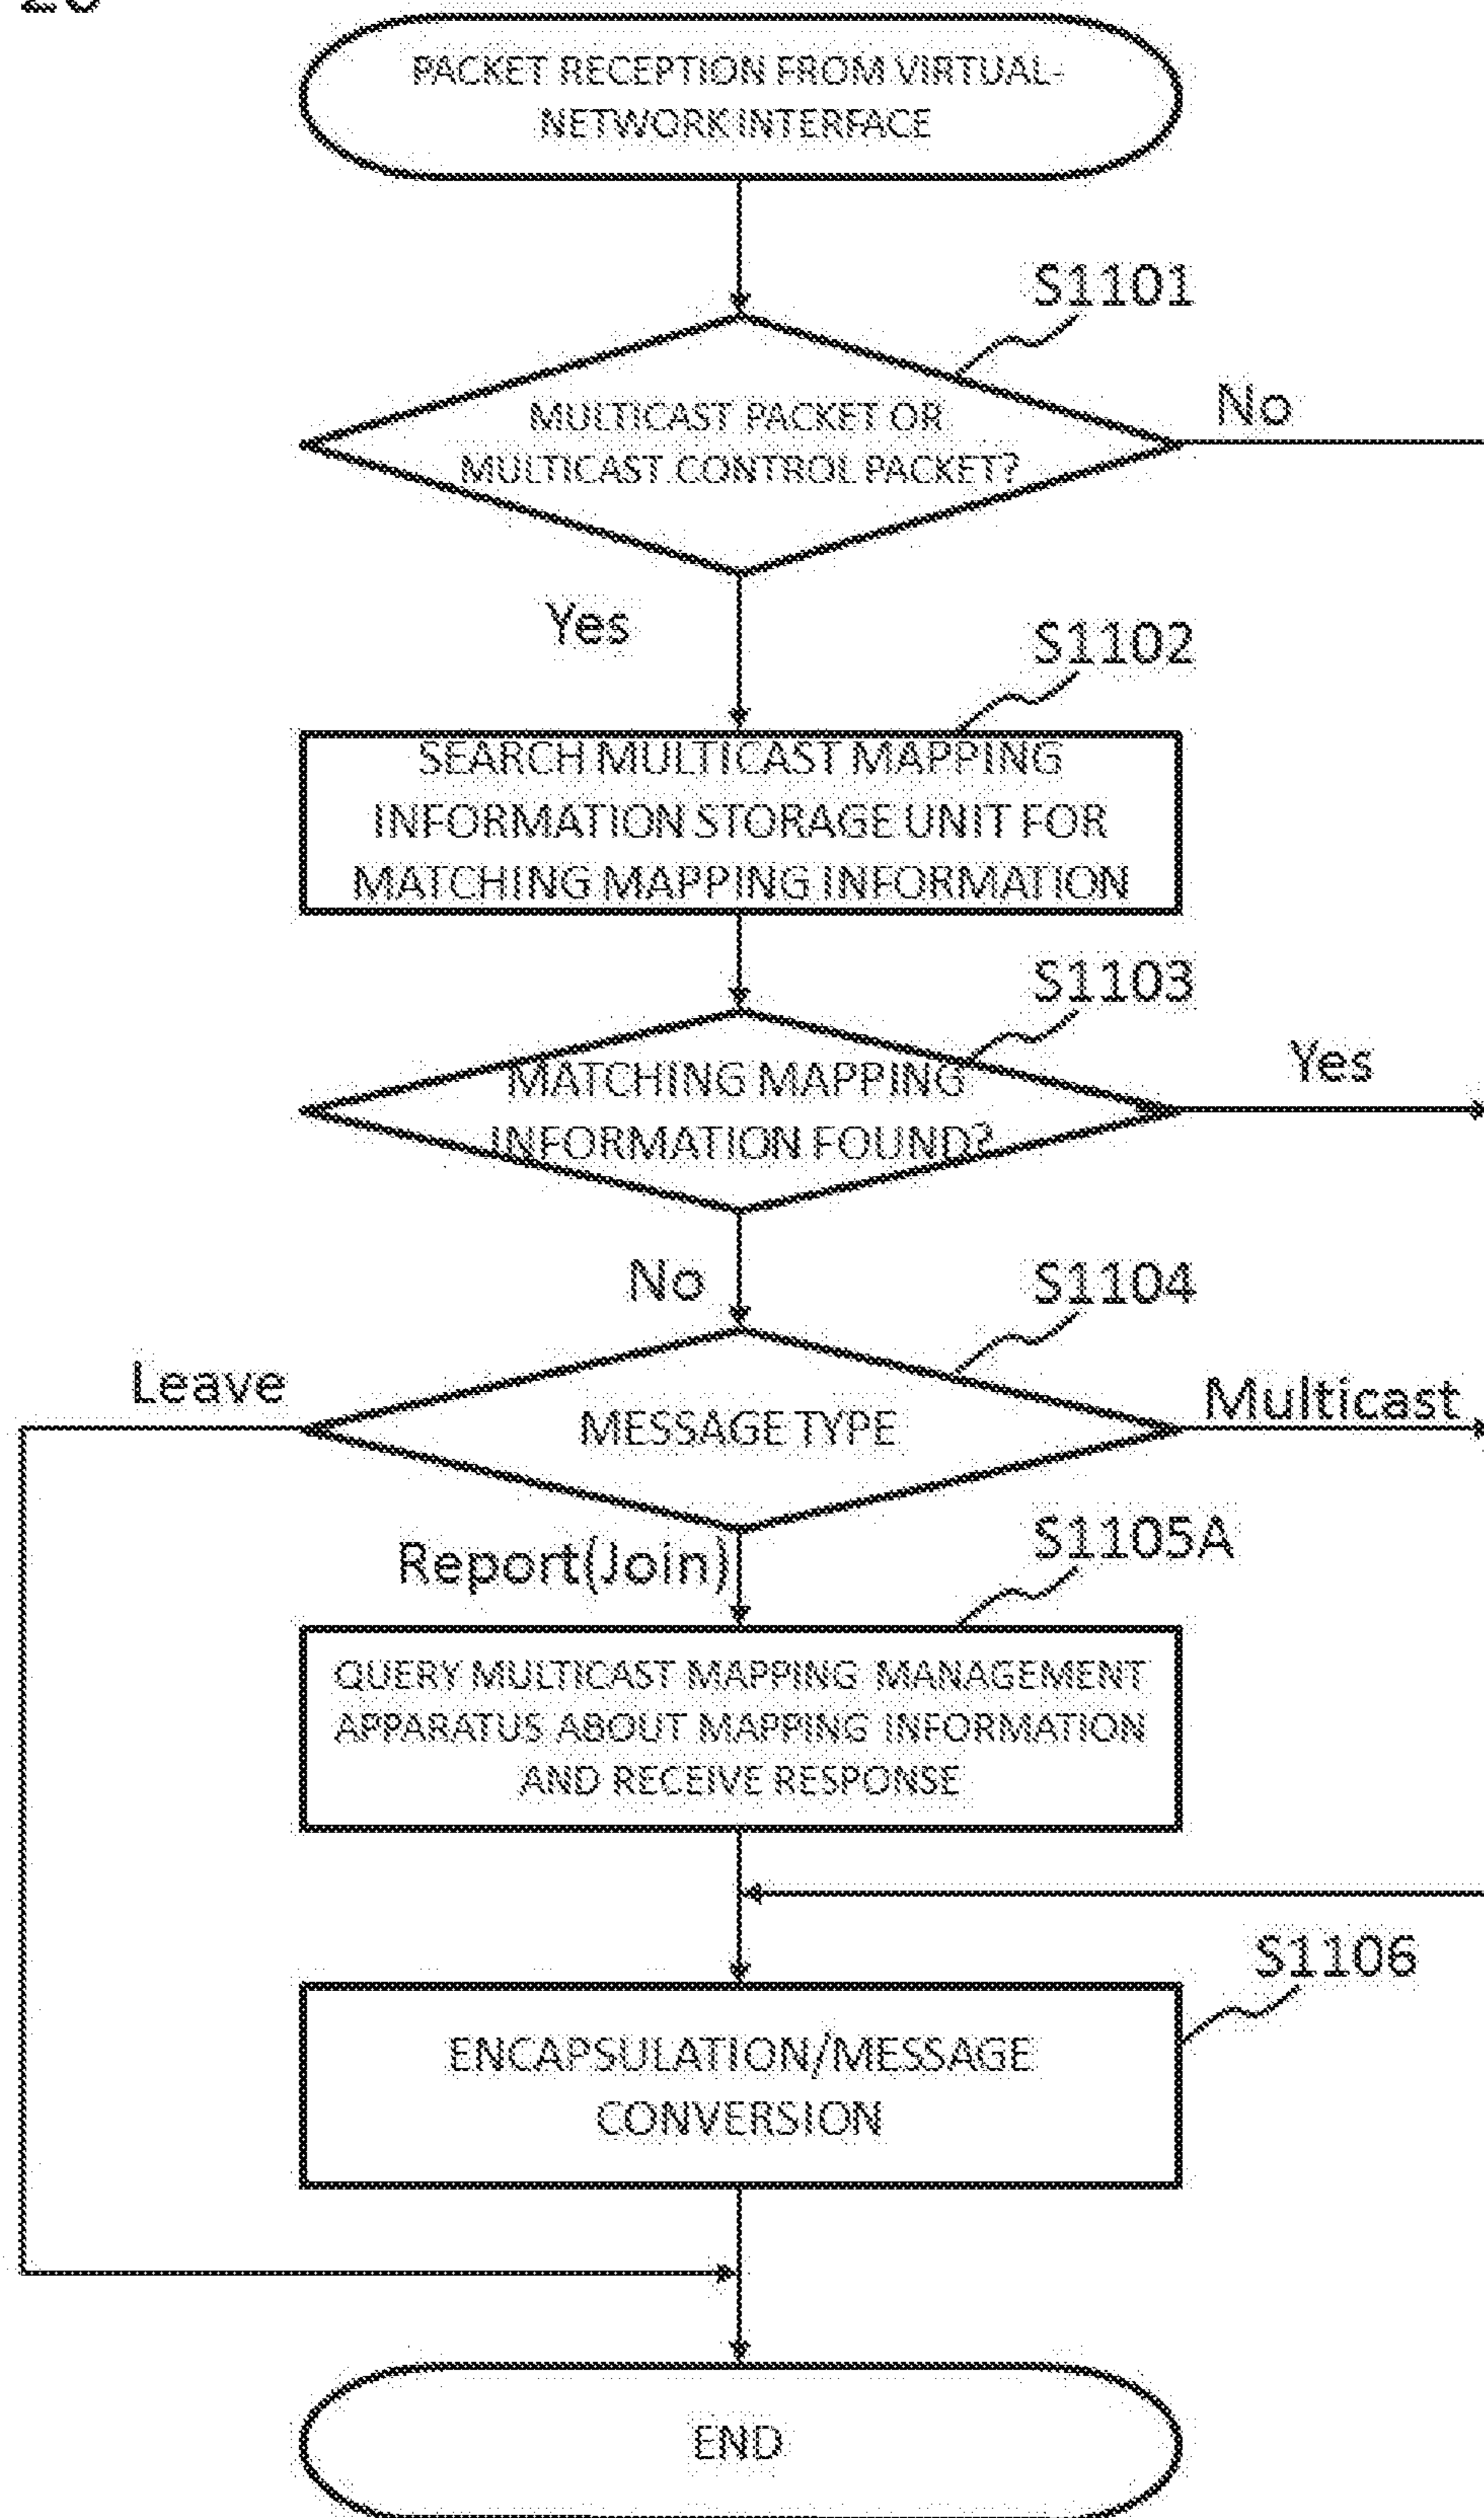 PACKET RECEPTION FROM VIRTUAL-
NETWORK INTERFACE
S1101
MULTICAST PACKET OR
MULTICAST CONTROL PACKET?
No
Yes
S1102
SEARCH MULTICAST MAPPING
INFORMATION STORAGE UNIT FOR
MATCHING MAPPING INFORMATION
S1103
MATCHING MAPPING
INFORMATION FOUND?
Yes
No
S1104
Leave
MESSAGE TYPE
Multicast
Report(Join)
S1105A
QUERY MULTICAST MAPPING MANAGEMENT
APPARATUS ABOUT MAPPING INFORMATION
AND RECEIVE RESPONSE
S1106
ENCAPSULATION/MESSAGE
CONVERSION
END